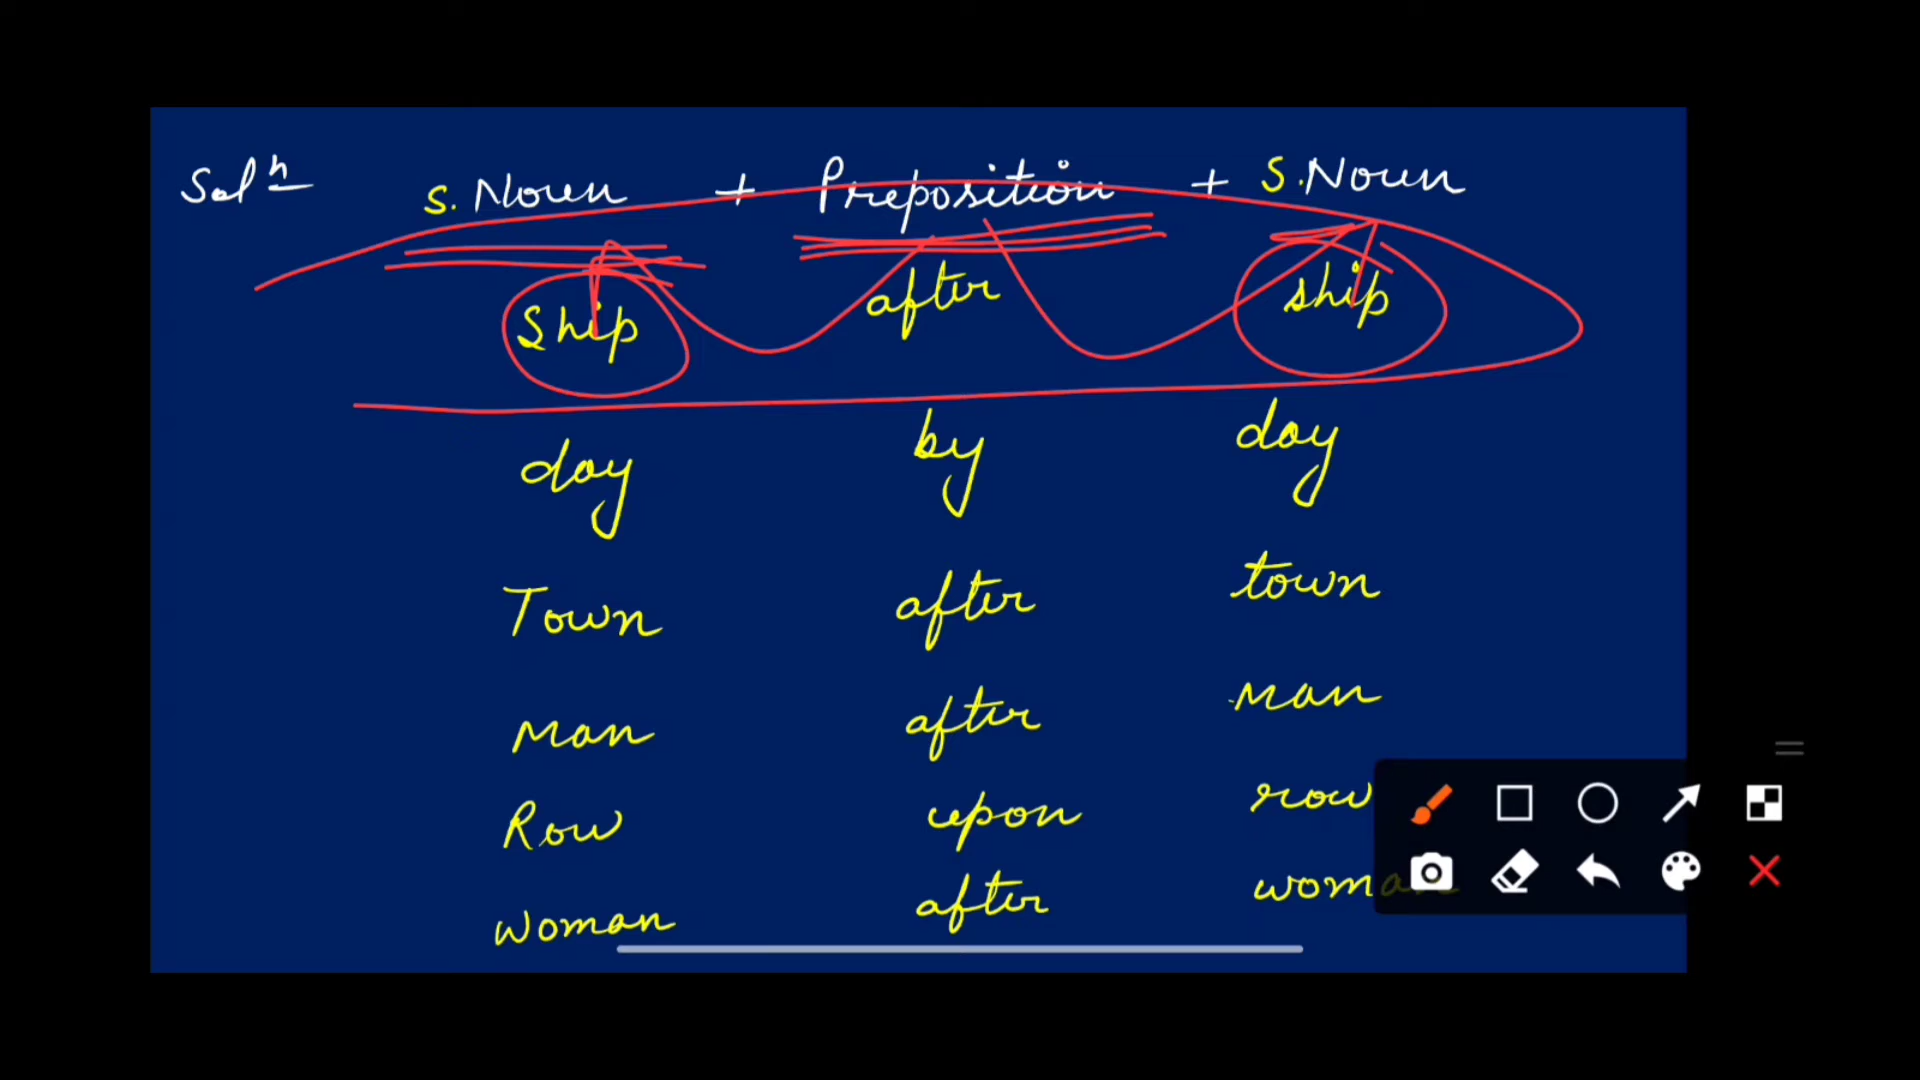 Solⁿ S. Noun + Preposition + S. Noun
Ship after ship
day by day
Town after town
Man after man
Row upon row
Woman after woman